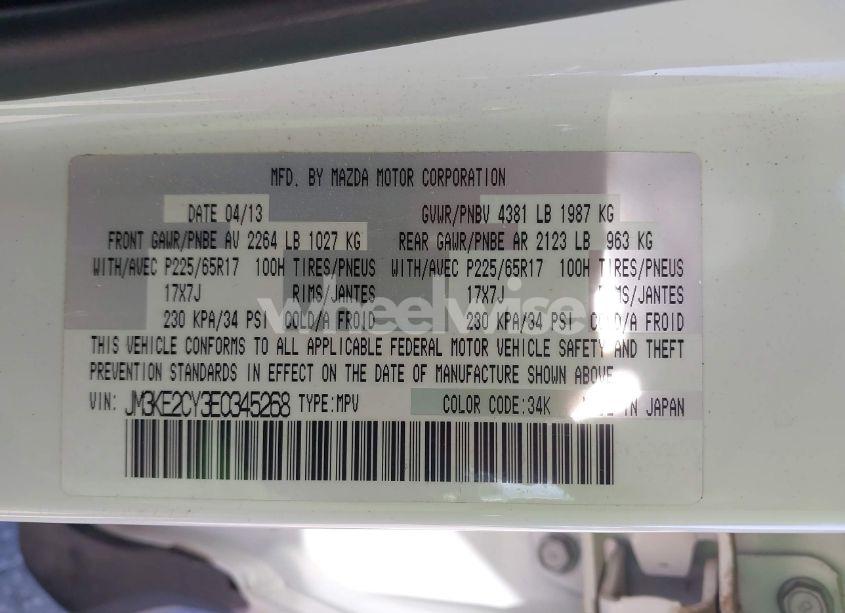 MFD. BY MAZDA MOTOR CORPORATION
DATE 04/13 GVWR/PNBV 4381 LB 1987 KG
FRONT GAWR/PNBE AV 2264 LB 1027 KG REAR GAWR/PNBE AR 2123 LB 963 KG
WITH/AVEC P225/65R17 100H TIRES/PNEUS WITH/AVEC P225/65R17 100H TIRES/PNEUS
17X7J RIMS/JANTES 17X7J RIMS/JANTES
230 KPA/34 PSI COLD/A FROID 230 KPA/34 PSI COLD/A FROID
wheelwise
THIS VEHICLE CONFORMS TO ALL APPLICABLE FEDERAL MOTOR VEHICLE SAFETY AND THEFT
PREVENTION STANDARDS IN EFFECT ON THE DATE OF MANUFACTURE SHOWN ABOVE.
VIN: JM3KE2CY3E0345268 TYPE:MPV COLOR CODE:34K IN JAPAN